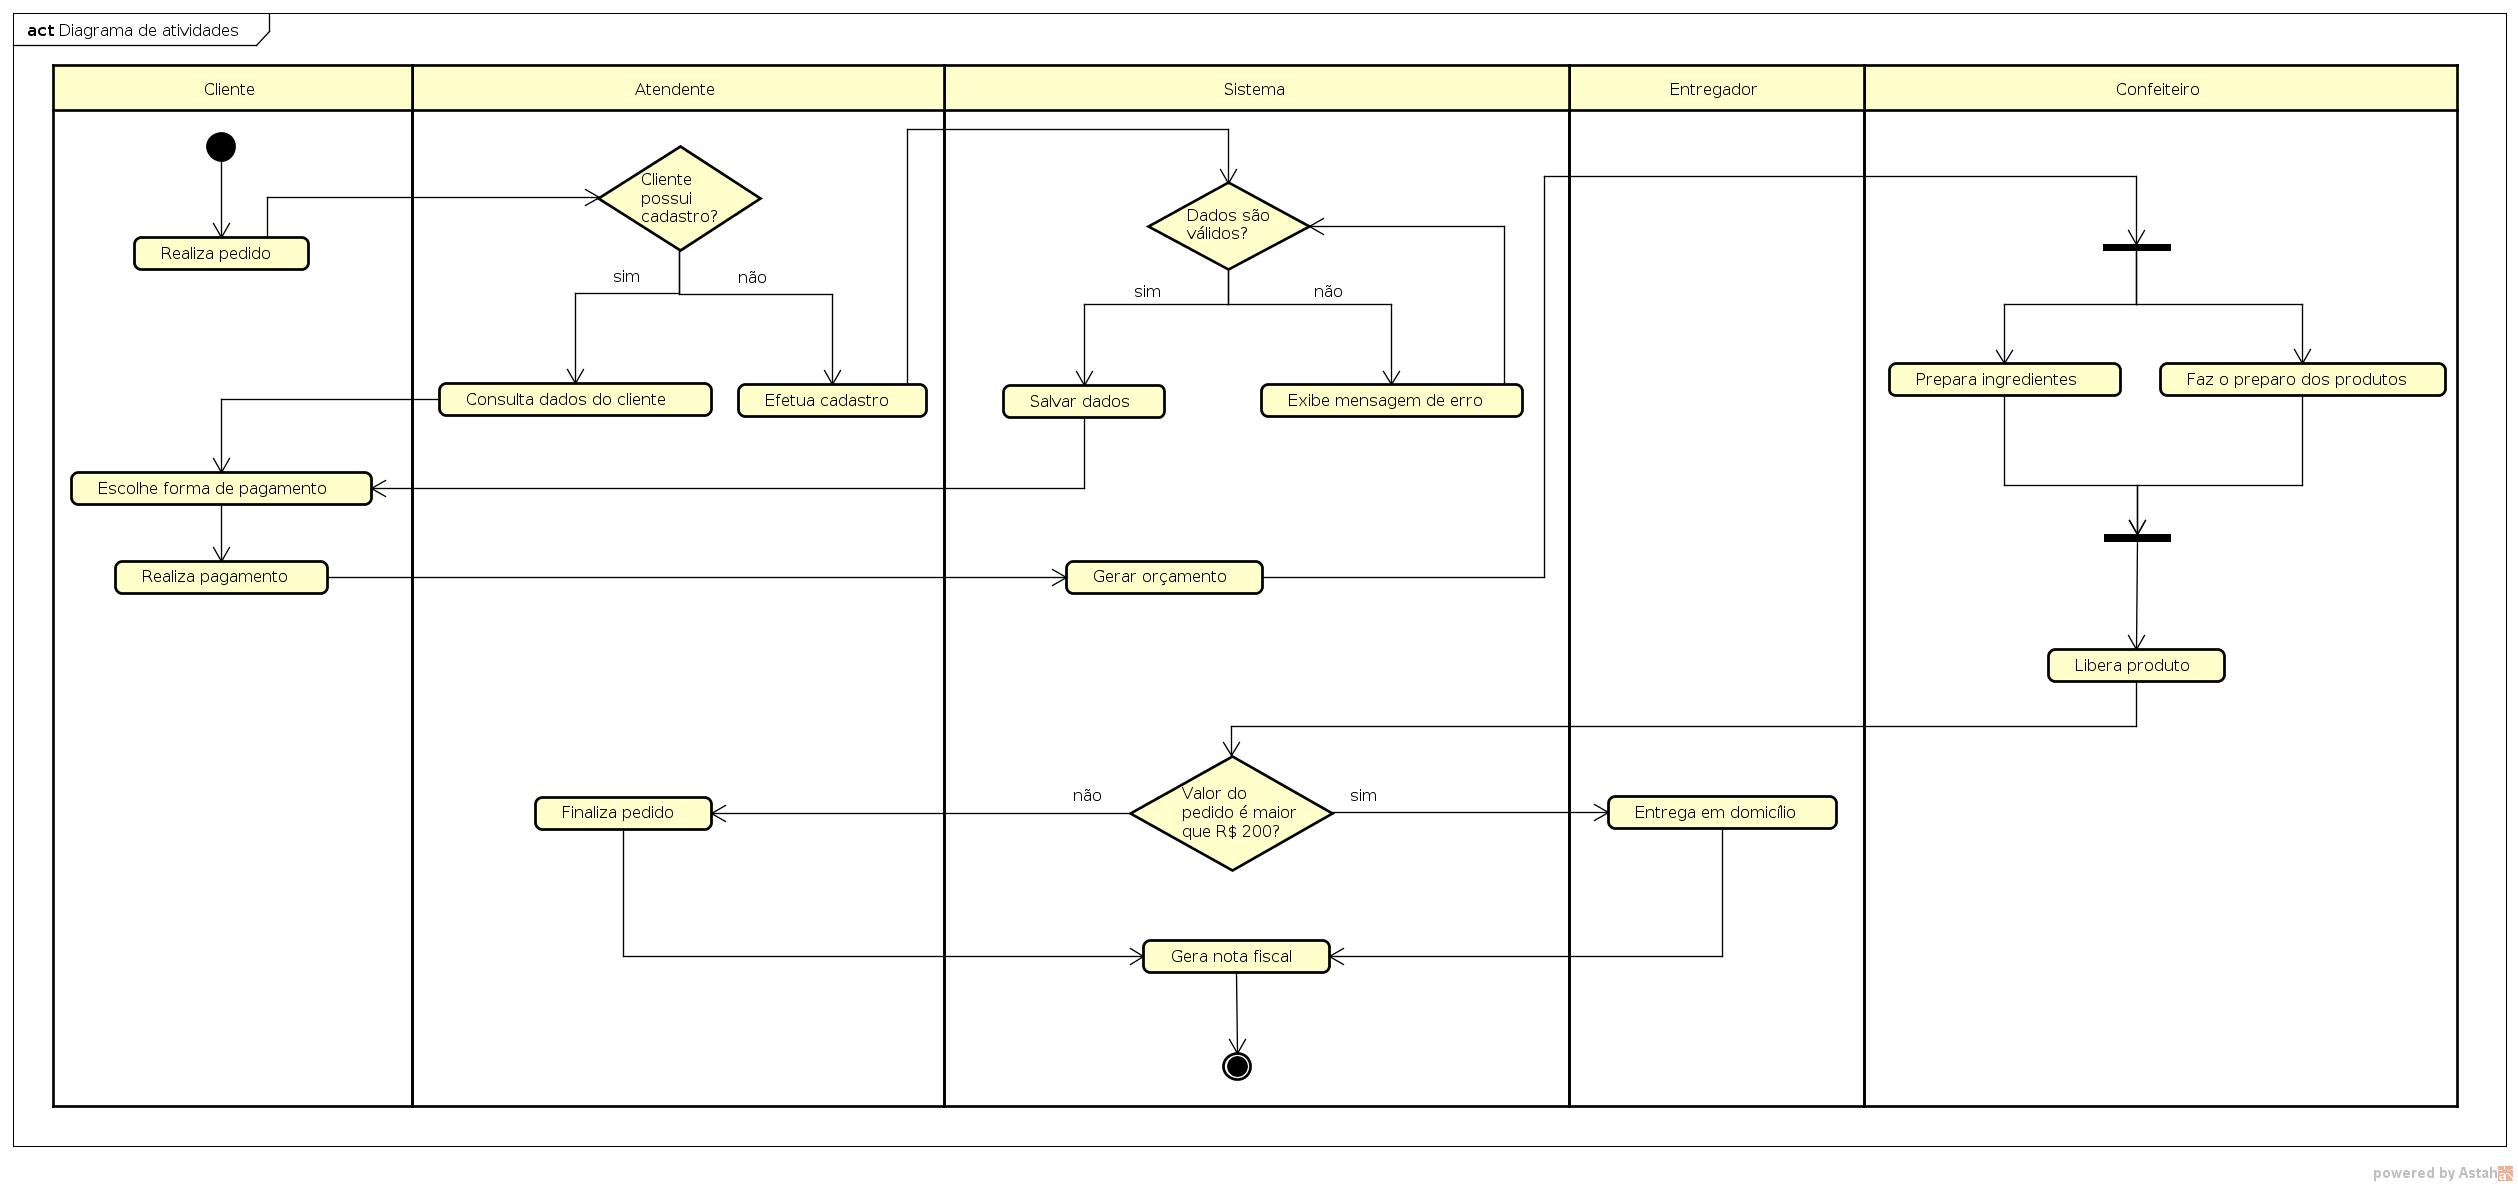 act Diagrama de atividades
Cliente
Atendente
Sistema
Entregador
Confeiteiro
Cliente
possui
cadastro?
Dados são
válidos?
Realiza pedido
sim
não
sim
não
Prepara ingredientes
Faz o preparo dos produtos
Consulta dados do cliente
Efetua cadastro
Salvar dados
Exibe mensagem de erro
Escolhe forma de pagamento
Realiza pagamento
Gerar orçamento
Libera produto
não
Valor do
pedido é maior
que R$ 200?
sim
Finaliza pedido
Entrega em domicílio
Gera nota fiscal
powered by Astah